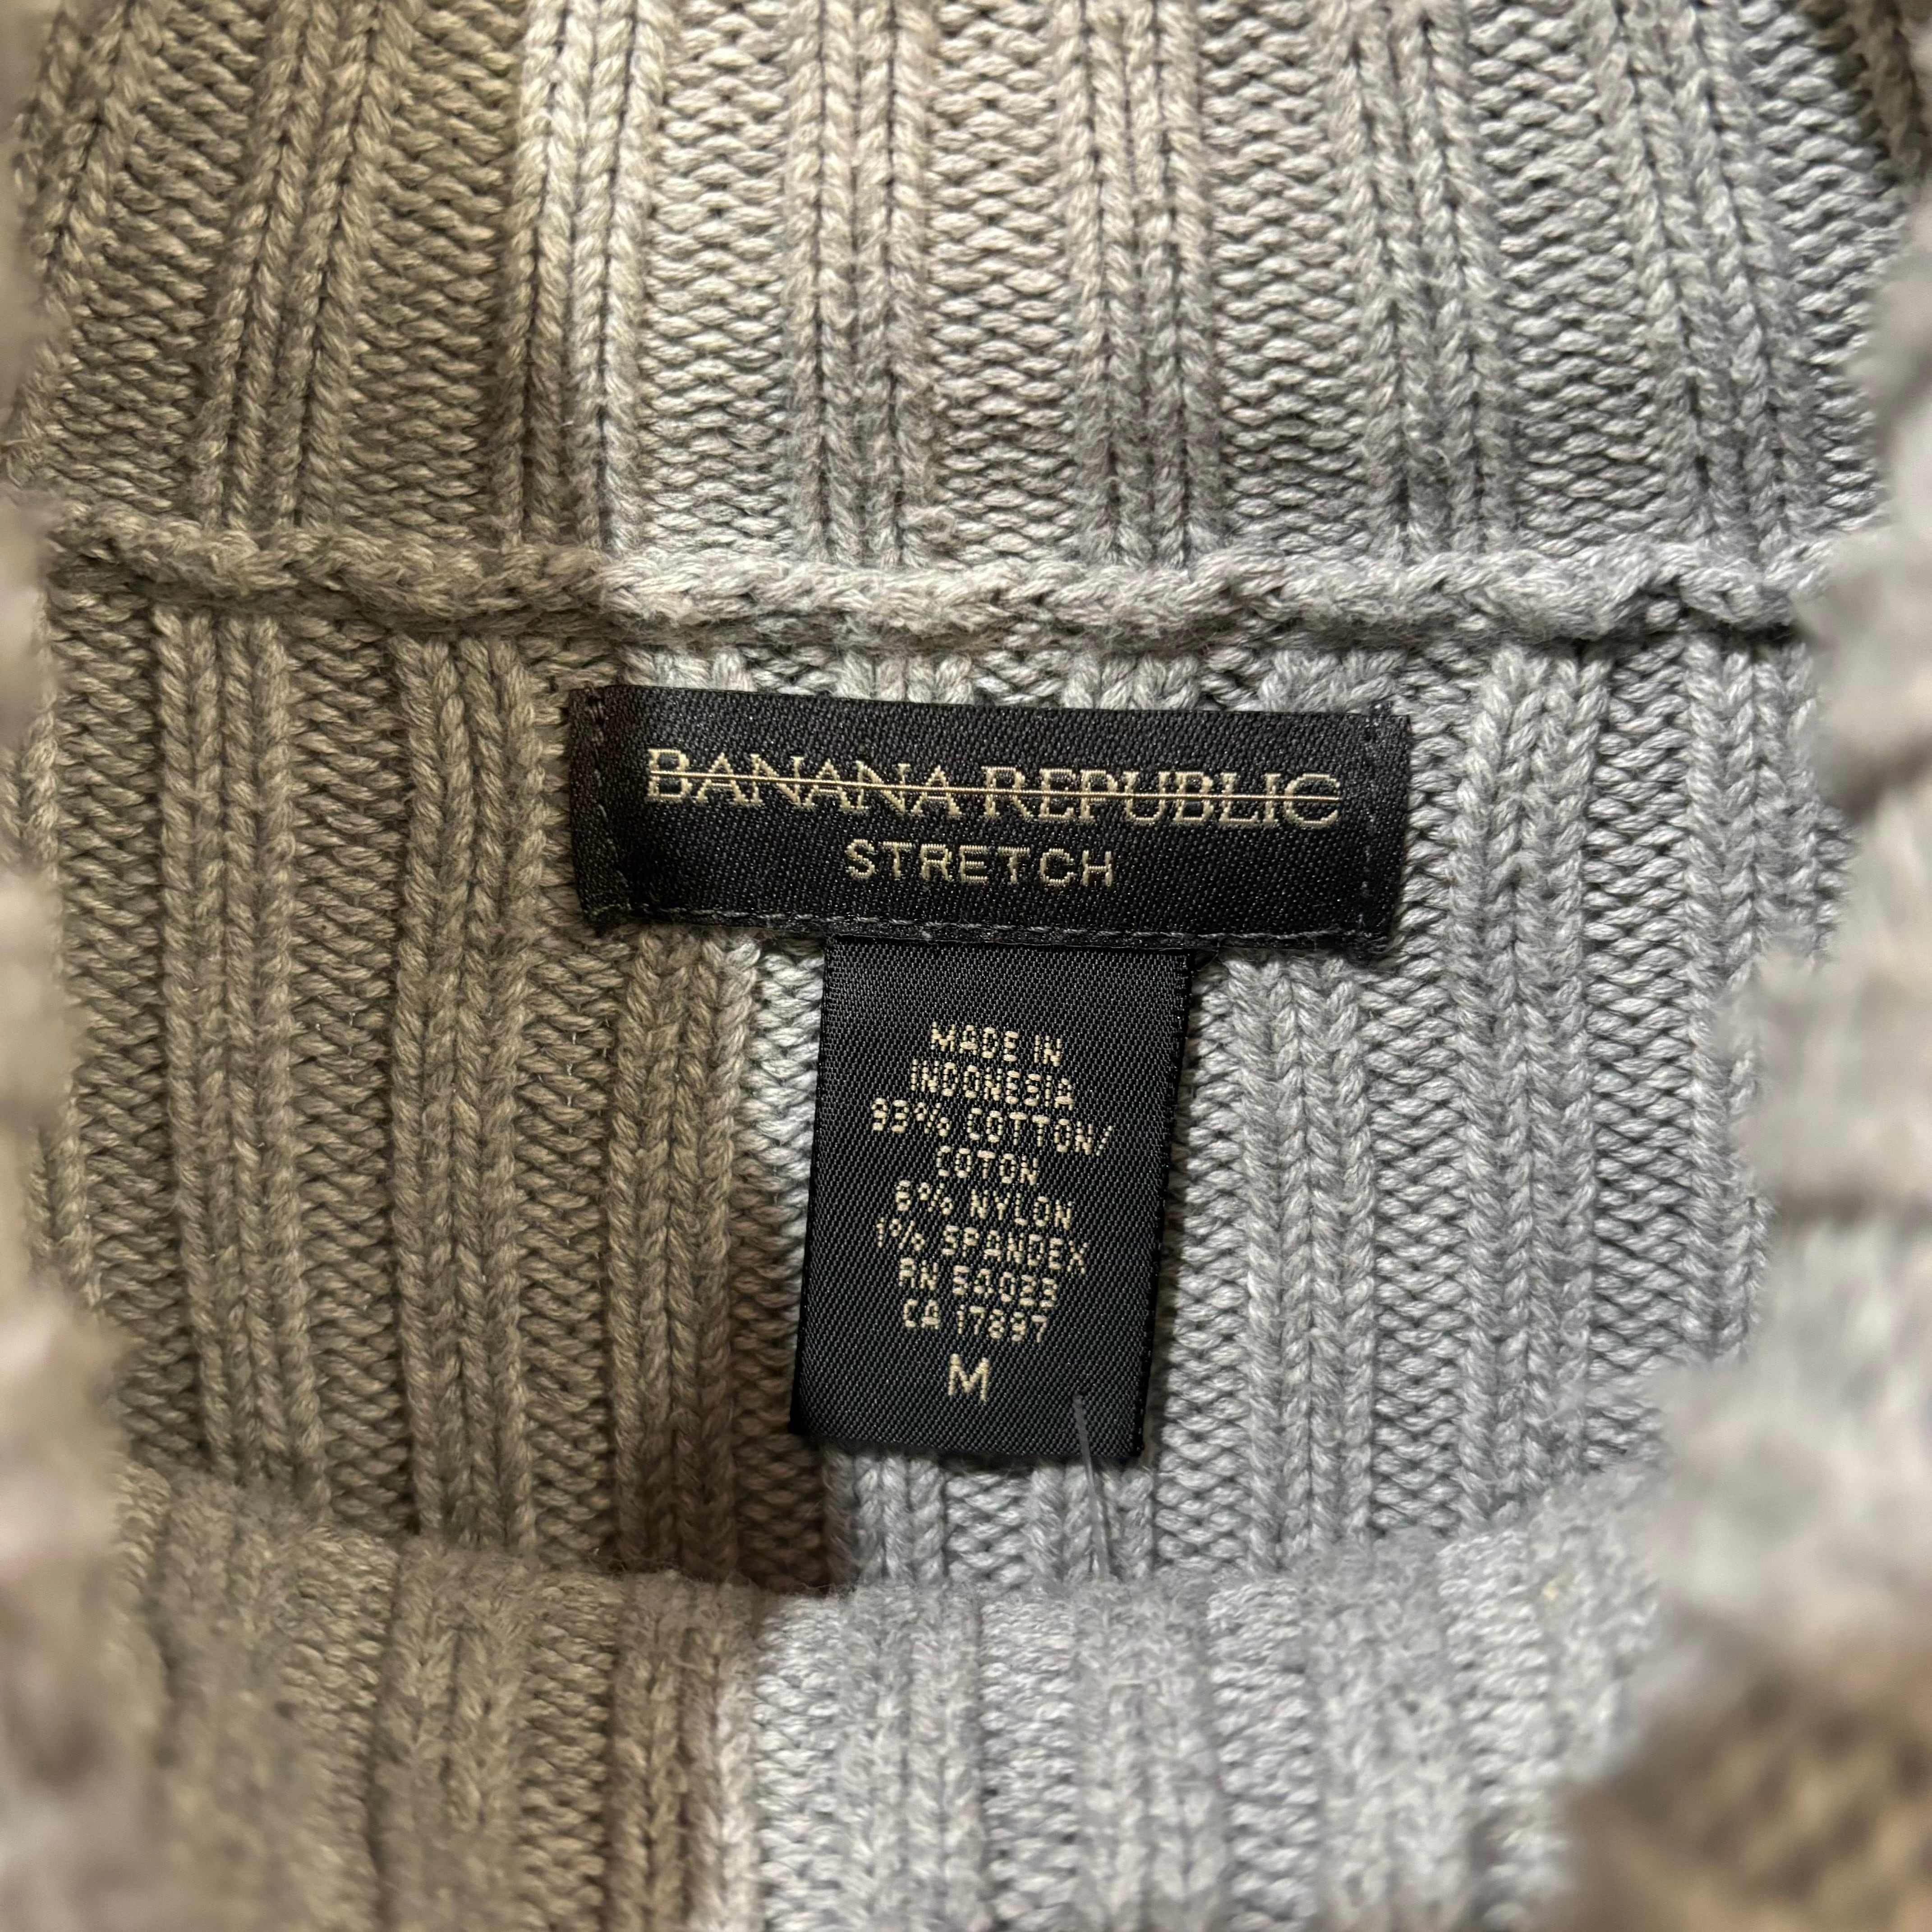 BANANA REPUBLIC
STRETCH
MADE IN
INDONESIA
93% COTTON/
COTON
6% NYLON
1% SPANDEX
RN 54023
CA 17897
M